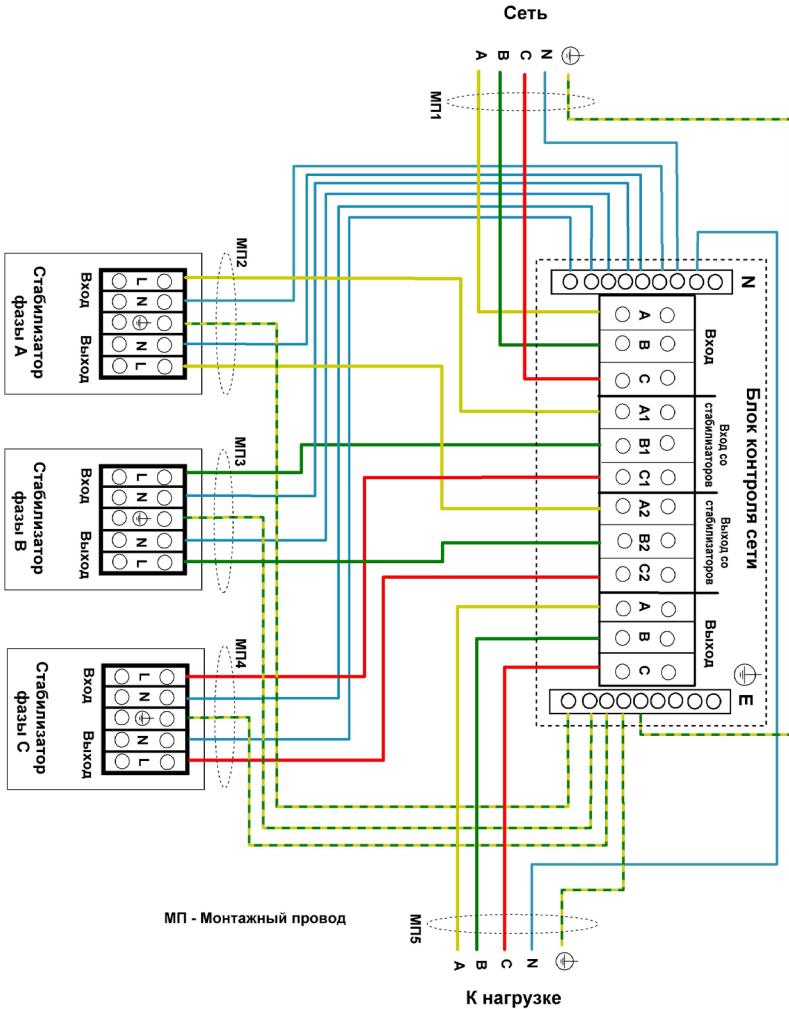 Сеть
A
B
C
N
МП1
N
A
B
C
Вход
A1
B1
C1
Вход со
стабилизаторов
A2
B2
C2
Выход со
стабилизаторов
A
B
C
Выход
Блок контроля сети
E
МП2
L
N
N
L
Вход
Выход
Стабилизатор
фазы A
МП3
L
N
N
L
Вход
Выход
Стабилизатор
фазы B
МП4
L
N
N
L
Вход
Выход
Стабилизатор
фазы C
МП - Монтажный провод
МП5
A
B
C
N
К нагрузке